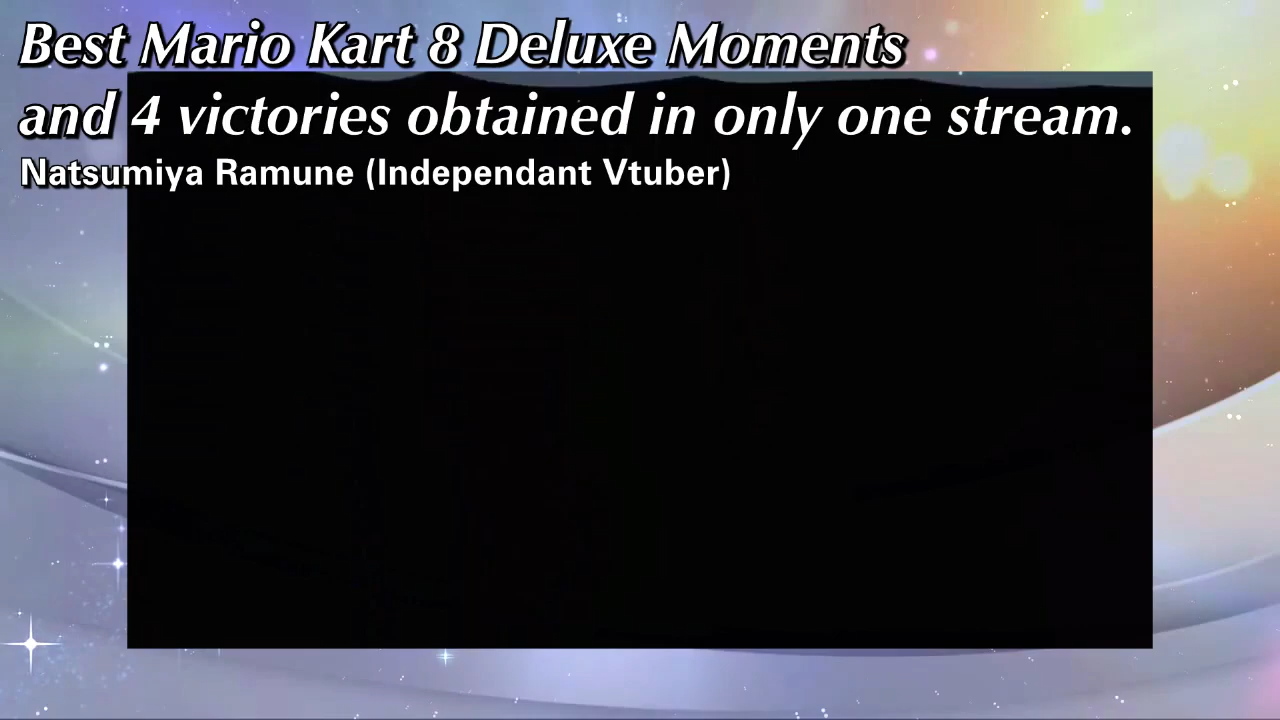 Best Mario Kart 8 Deluxe Moments
and 4 victories obtained in only one stream.
Natsumiya Ramune (Independant Vtuber)